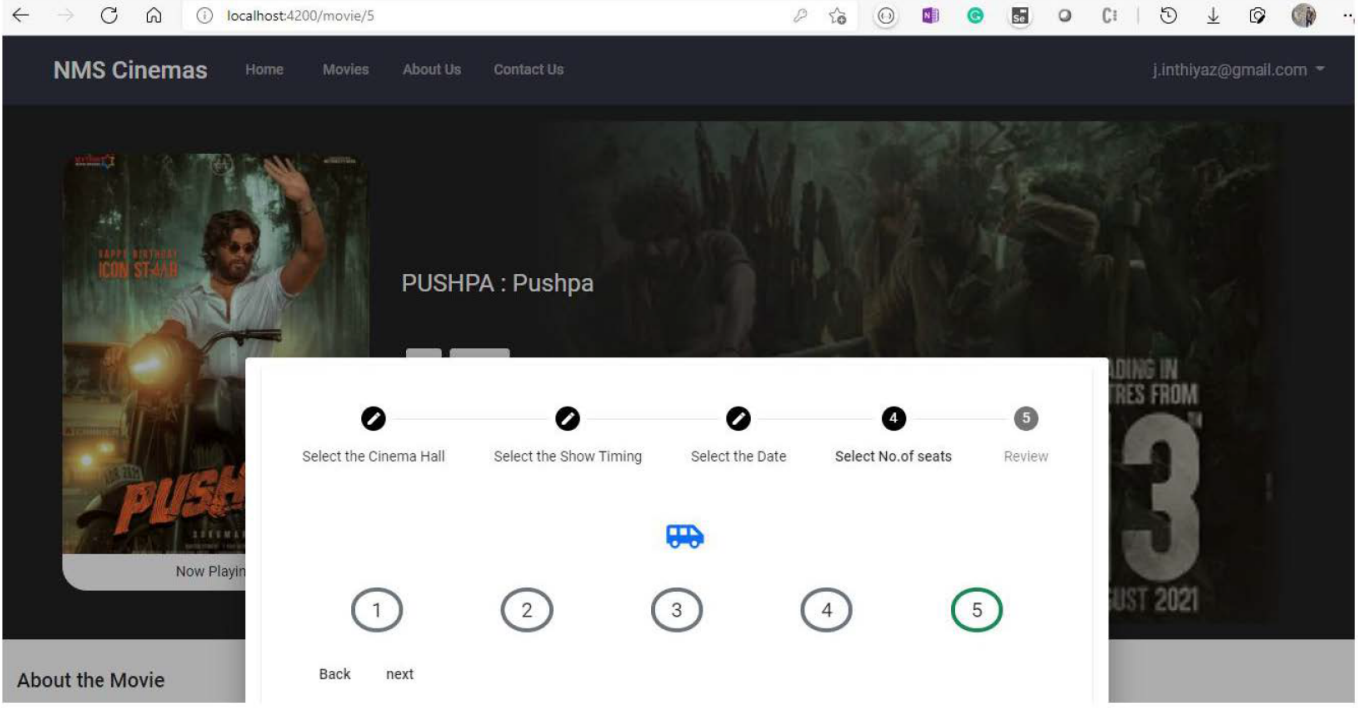 localhost:4200/movie/5
NMS Cinemas Home Movies About Us Contact Us j.inthiyaz@gmail.com
HAPPY BIRTHDAY
ICON STAAR
PUSHPA : Pushpa
ADING IN
TRES FROM
3
UST 2021
PUSH
Now Playin
4 5
Select the Cinema Hall Select the Show Timing Select the Date Select No.of seats Review
1 2 3 4 5
Back next
About the Movie